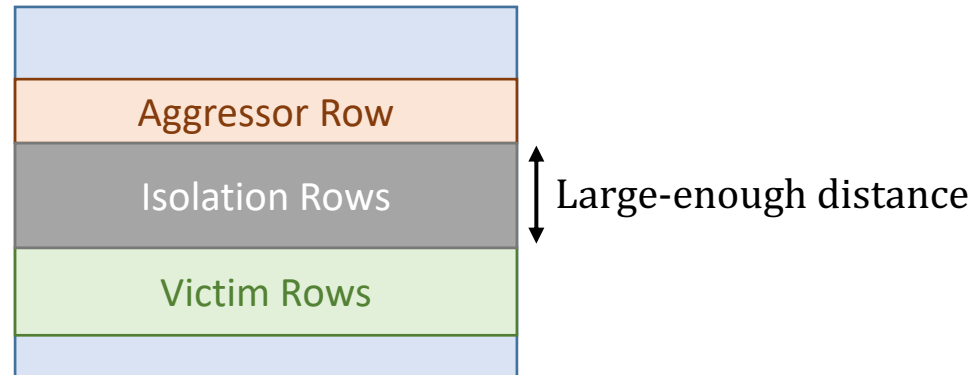 Aggressor Row
Isolation Rows
Large-enough distance
Victim Rows